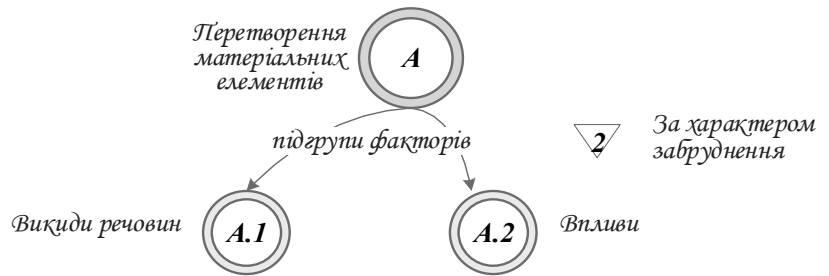 Перетворення
матеріальних
елементів
А
підгрупи факторів
2
За характером
забруднення
Викиди речовин
А.1
А.2
Впливи